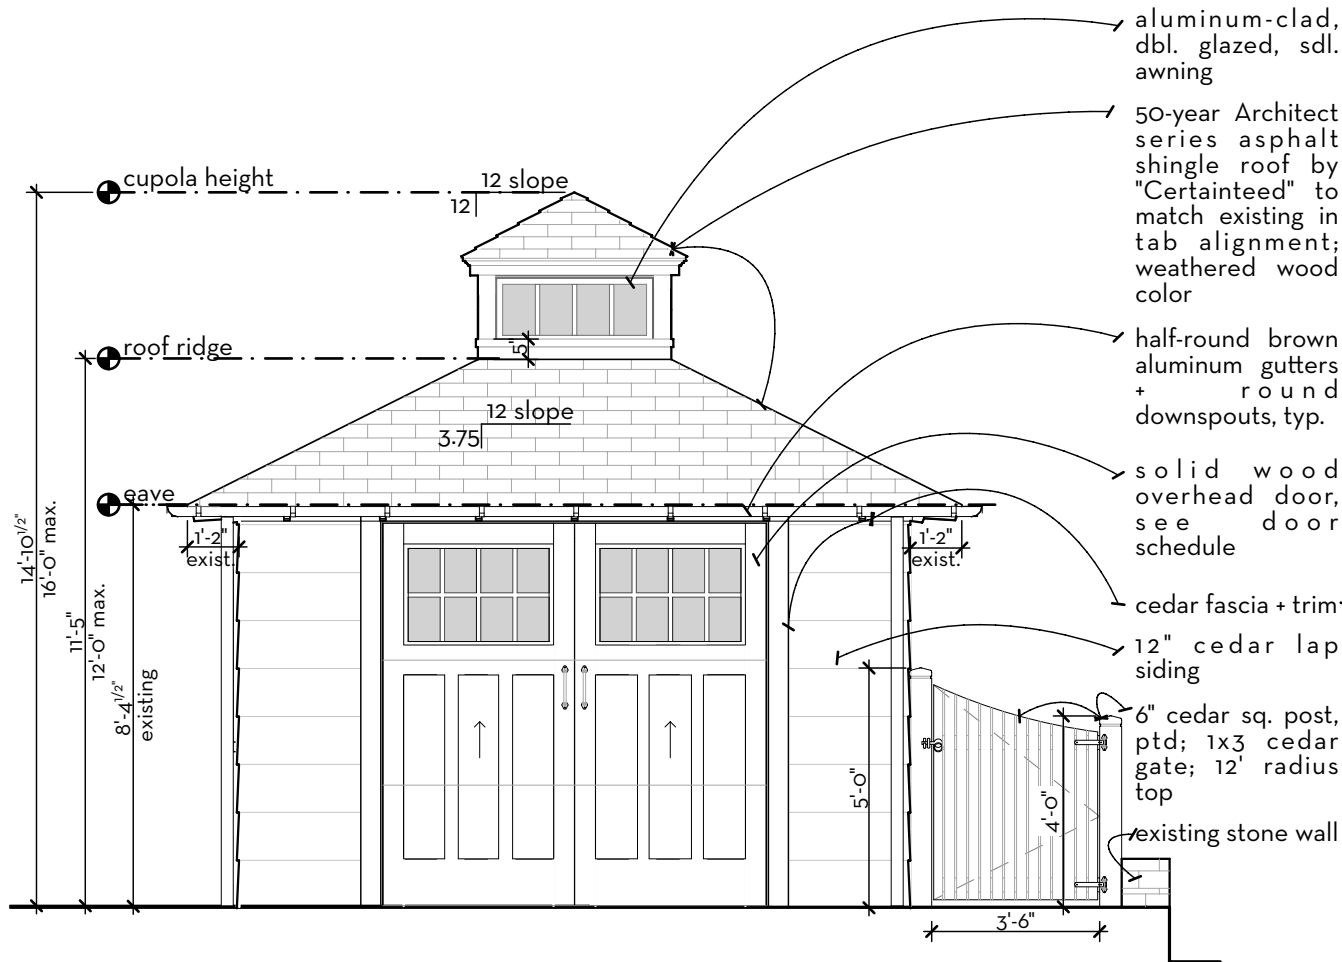 aluminum-clad,
dbl. glazed, sdl.
awning
50-year Architect
series asphalt
shingle roof by
"Certainteed" to
match existing in
tab alignment;
weathered wood
color
half-round brown
aluminum gutters
+ round
downspouts, typ.
solid wood
overhead door,
see door
schedule
cedar fascia + trim
12" cedar lap
siding
6" cedar sq. post,
ptd; 1x3 cedar
gate; 12' radius
top
existing stone wall
cupola height
12 slope
12
roof ridge
5"
12 slope
3.75
eave
1'-2"
exist.
1'-2"
exist.
14'-10 1/2"
16'-0" max.
11'-5"
12'-0" max.
8'-4 1/2"
existing
5'-0"
4'-0"
3'-6"